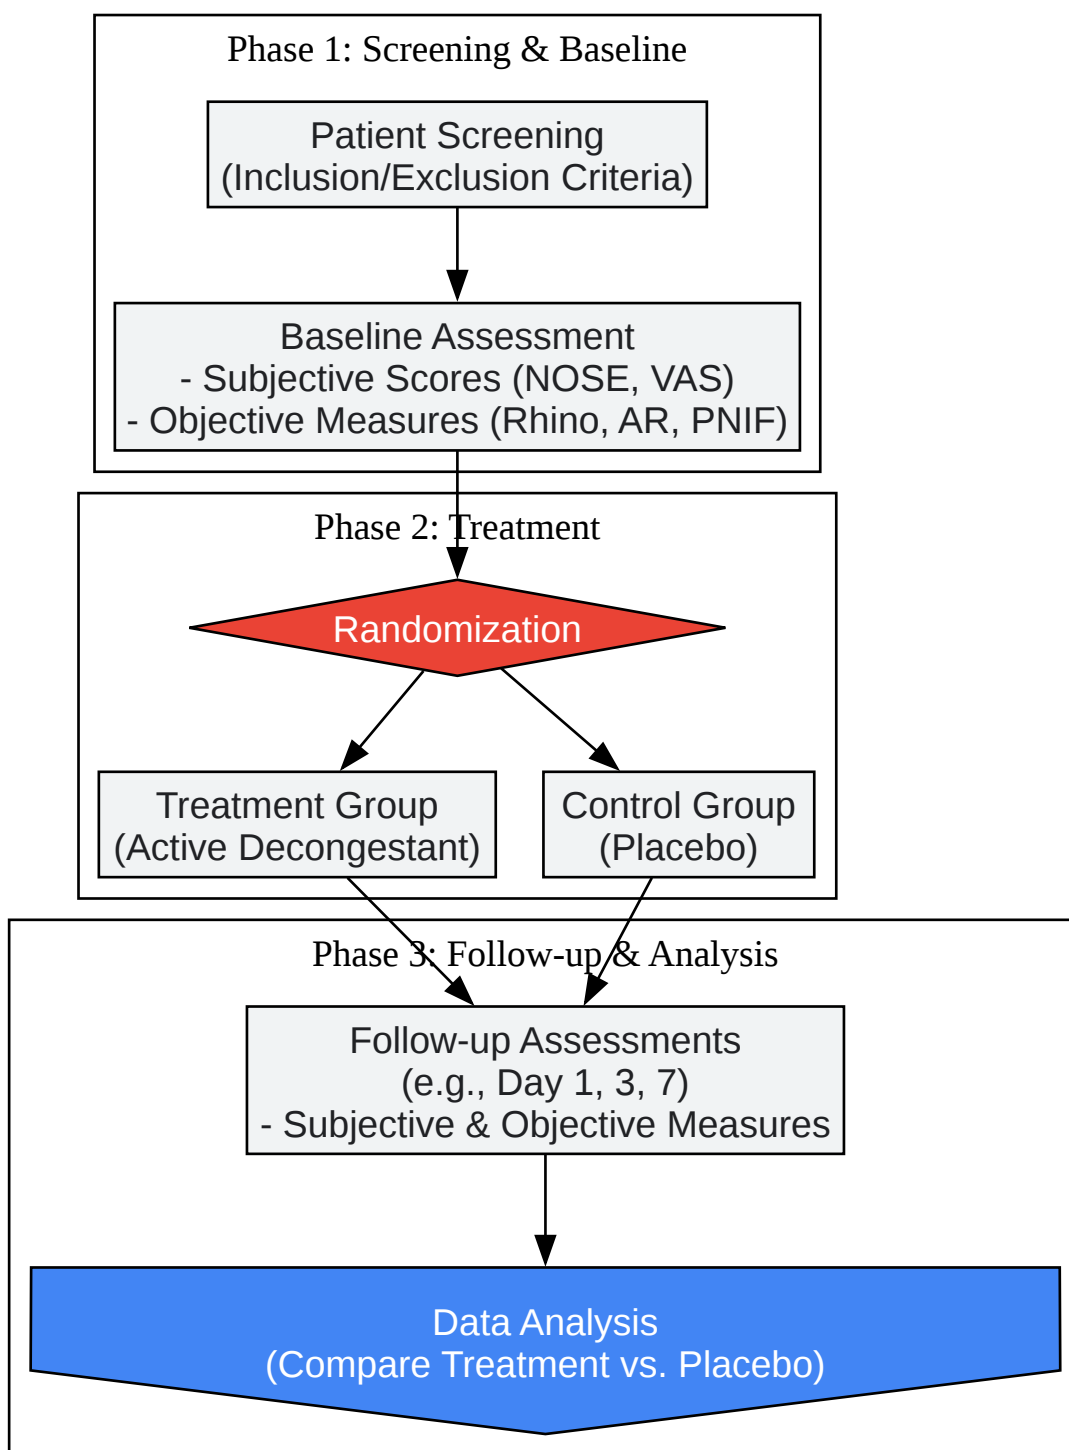 Phase 1: Screening & Baseline
Patient Screening
(Inclusion/Exclusion Criteria)
Baseline Assessment
- Subjective Scores (NOSE, VAS)
- Objective Measures (Rhino, AR, PNIF)
Phase 2: Treatment
Randomization
Treatment Group
(Active Decongestant)
Control Group
(Placebo)
Phase 3: Follow-up & Analysis
Follow-up Assessments
(e.g., Day 1, 3, 7)
- Subjective & Objective Measures
Data Analysis
(Compare Treatment vs. Placebo)